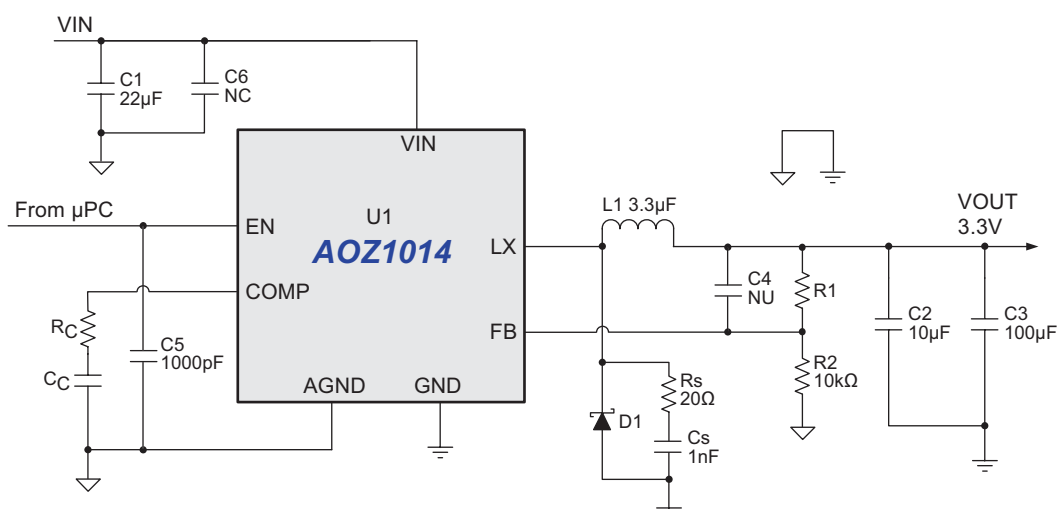 VIN
C1
22µF
C6
NC
VIN
From µPC
EN
U1
AOZ1014
LX
COMP
FB
AGND
GND
RC
CC
C5
1000pF
L1 3.3µF
VOUT
3.3V
C4
NU
R1
R2
10kΩ
C2
10µF
C3
100µF
D1
Rs
20Ω
Cs
1nF